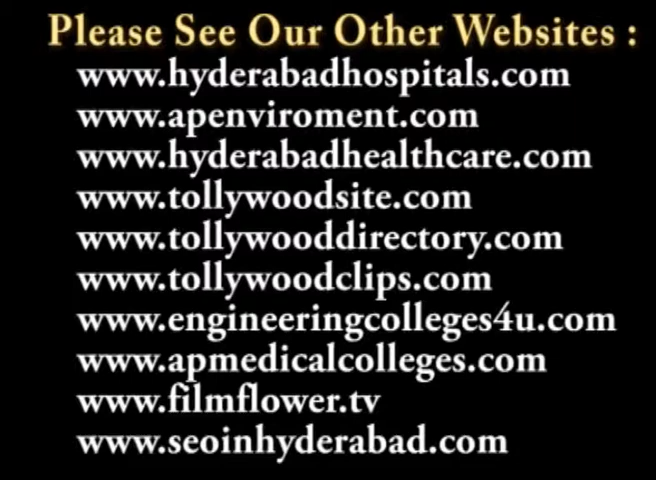 Please See Our Other Websites :
www.hyderabadhospitals.com
www.apenviroment.com
www.hyderabadhealthcare.com
www.tollywoodsite.com
www.tollywooddirectory.com
www.tollywoodclips.com
www.engineeringcolleges4u.com
www.apmedicalcolleges.com
www.filmflower.tv
www.seoinhyderabad.com